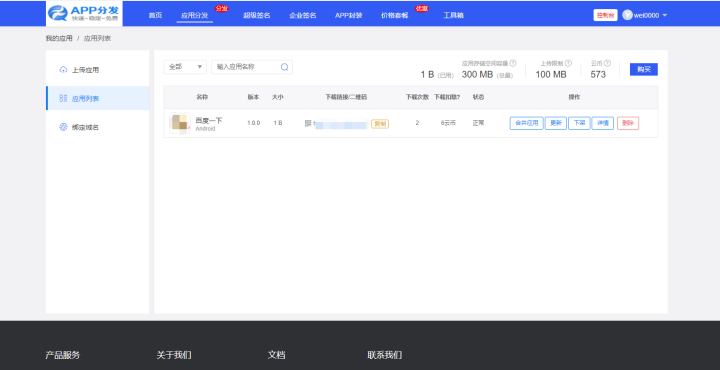 APP分发
快速-稳定-免费
首页 应用分发 分发 超级签名 企业签名 APP封装 价格套餐 优惠 工具箱 控制台 wei0000
我的应用 / 应用列表
上传应用
应用列表
绑定域名
全部 输入应用名称
应用存储空间容量 上传限制 云币
1 B (已用) 300 MB (总量) 100 MB 573 购买
名称 版本 大小 下载链接/二维码 下载次数 下载扣除? 状态 操作
百度一下
Android
1.0.0 1 B 复制 2 6云币 正常 合并应用 更新 下架 详情 删除
产品服务 关于我们 文档 联系我们